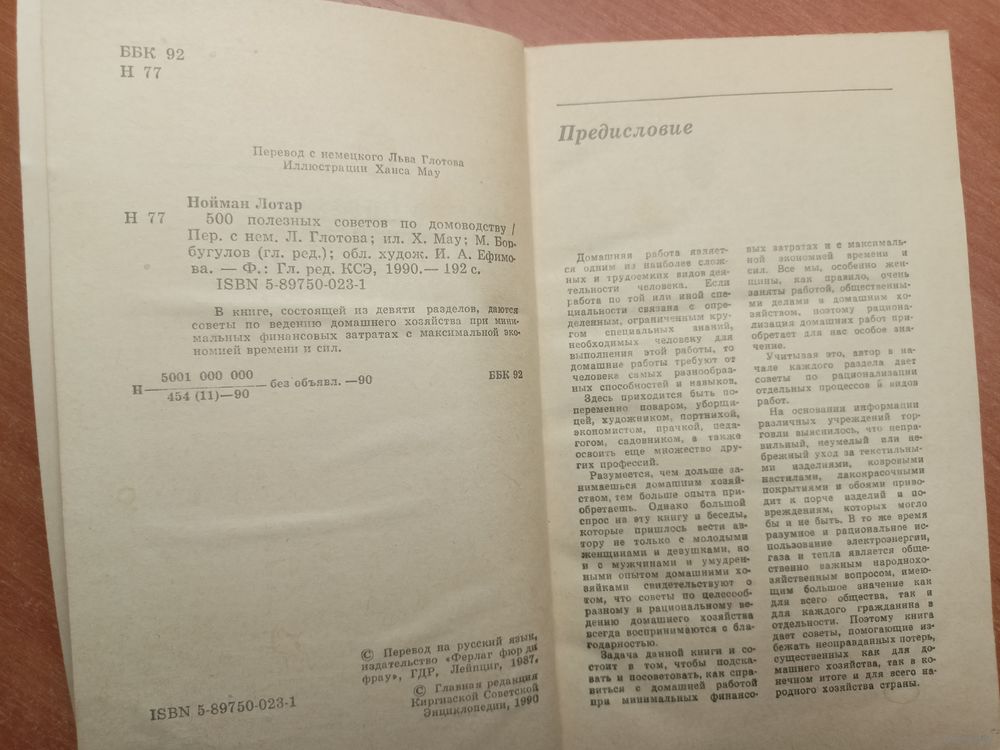 ББК 92
Н 77
Перевод с немецкого Льва Глотова
Иллюстрации Ханса Мау
Нойман Лотар
Н 77 500 полезных советов по домоводству /
Пер. с нем. Л. Глотова; ил. Х. Мау; М. Бор-
бугулов (гл. ред.); обл. худож. И. А. Ефимо-
ва. — Ф.: Гл. ред. КСЭ, 1990.— 192 с.
ISBN 5-89750-023-1
В книге, состоящей из девяти разделов, даются
советы по ведению домашнего хозяйства при мини-
мальных финансовых затратах с максимальной эко-
номией времени и сил.
5001 000 000
Н без объявл. —90
454 (11)—90
ББК 92
© Перевод на русский язык,
издательство «Ферлаг фюр ди
фрау», ГДР, Лейпциг, 1987.
© Главная редакция
Киргизской Советской
Энциклопедии, 1990
ISBN 5-89750-023-1
Предисловие
Домашняя работа являет-
ся одним из наиболее слож-
ных и трудоемких видов дея-
тельности человека. Если
работа по той или иной спе-
циальности связана с опре-
деленным, ограниченным кру-
гом специальных знаний,
необходимых человеку для
выполнения этой работы, то
домашние работы требуют от
человека самых разнообраз-
ных способностей и навыков.
Здесь приходится быть по-
переменно поваром, уборщи-
цей, художником, портнихой,
экономистом, прачкой, педа-
гогом, садовником, а также
освоить еще множество дру-
гих профессий.
Разумеется, чем дольше за-
нимаешься домашним хозяй-
ством, тем больше опыта при-
обретаешь. Однако большой
спрос на эту книгу и беседы,
которые пришлось вести ав-
тору не только с молодыми
женщинами и девушками, но
и с мужчинами и умудрен-
ными опытом домашними хо-
зяйками свидетельствуют о
том, что советы по целесооб-
разному и рациональному ве-
дению домашнего хозяйства
всегда воспринимаются с бла-
годарностью.
Задача данной книги и со-
стоит в том, чтобы подска-
зать и посоветовать, как спра-
виться с домашней работой
при минимальных финансо-
вых затратах и с максималь-
ной экономией времени и
сил. Все мы, особенно жен-
щины, как правило, очень
заняты работой, общественны-
ми делами и домашним хо-
зяйством, поэтому рациона-
лизация домашних работ при-
обретает для нас особое зна-
чение.
Учитывая это, автор в на-
чале каждого раздела дает
советы по рационализации
отдельных процессов и видов
работ.
На основании информации
различных учреждений тор-
говли выяснилось, что непра-
вильный, неумелый или не-
брежный уход за текстильны-
ми изделиями, ковровыми
настилами, лакокрасочными
покрытиями и обоями приво-
дит к порче изделий и по-
вреждениям, которых могло
бы и не быть. В то же время
разумное и рациональное ис-
пользование электроэнергии,
газа и тепла является обще-
ственно важным народнохо-
зяйственным вопросом, имею-
щим большое значение как
для всего общества, так и
для каждого гражданина в
отдельности. Поэтому книга
дает советы, помогающие из-
бежать неоправданных потерь,
существенных как для до-
машнего хозяйства, так в ко-
нечном итоге и для всего на-
родного хозяйства страны.